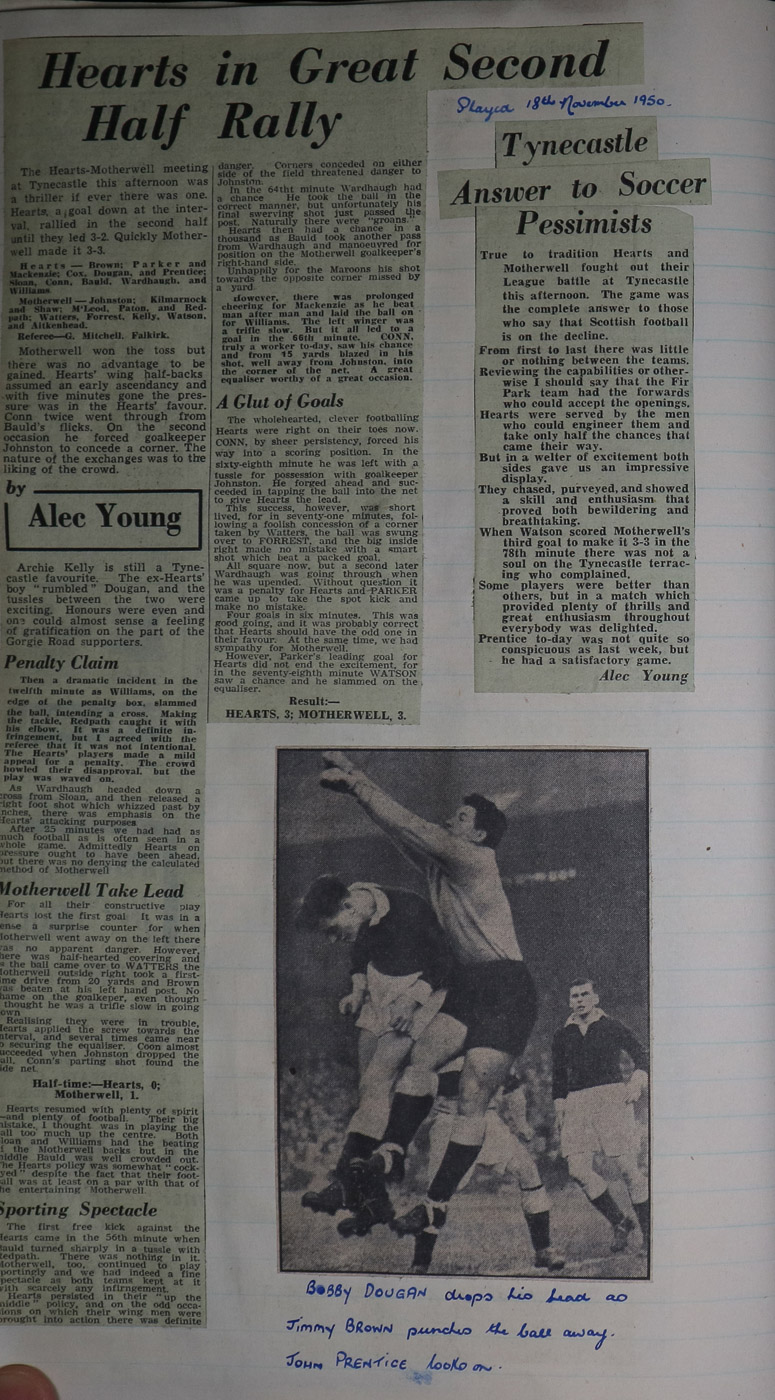 Hearts in Great Second
Half Rally
The Hearts-Motherwell meeting
at Tynecastle this afternoon was
a thriller if ever there was one.
Hearts, a goal down at the inter-
val, rallied in the second half
until they led 3-2. Quickly Mother-
well made it 3-3.
Hearts — Brown; Parker and
Mackenzie; Cox, Dougan, and Prentice;
Sloan, Conn, Bauld, Wardhaugh, and
Williams
Motherwell — Johnston; Kilmarnock
and Shaw; M'Leod, Paton, and Red-
path; Watters, Forrest, Kelly, Watson,
and Aitkenhead.
Referee—G. Mitchell, Falkirk.
Motherwell won the toss but
there was no advantage to be
gained. Hearts' wing half-backs
assumed an early ascendancy and
with five minutes gone the pres-
sure was in the Hearts' favour.
Conn twice went through from
Bauld's flicks. On the second
occasion he forced goalkeeper
Johnston to concede a corner. The
nature of the exchanges was to the
liking of the crowd.
by
Alec Young
Archie Kelly is still a Tyne-
castle favourite. The ex-Hearts'
boy "rumbled" Dougan, and the
tussles between the two were
exciting. Honours were even and
one could almost sense a feeling
of gratification on the part of the
Gorgie Road supporters.
Penalty Claim
Then a dramatic incident in the
twelfth minute as Williams, on the
edge of the penalty box, slammed
the ball, intending a cross. Making
the tackle, Redpath caught it with
his elbow. It was a definite in-
fringement, but I agreed with the
referee that it was not intentional.
The Hearts' players made a mild
appeal for a penalty. The crowd
howled their disapproval, but the
play was waved on.
As Wardhaugh headed down a
cross from Sloan, and then released a
right foot shot which whizzed past by
inches, there was emphasis on the
Hearts' attacking purposes
After 25 minutes we had had as
much football as is often seen in a
whole game. Admittedly Hearts on
pressure ought to have been ahead,
but there was no denying the calculated
method of Motherwell
Motherwell Take Lead
For all their constructive play
Hearts lost the first goal It was in a
ense a surprise counter for when
Motherwell went away on the left there
was no apparent danger. However,
here was half-hearted covering and
s the ball came over to WATTERS the
Motherwell outside right took a first-
ime drive from 20 yards and Brown
was beaten at his left hand post. No
blame on the goalkeper, even though
thought he was a trifle slow in going
own
Realising they were in trouble,
Hearts applied the screw towards the
nterval, and several times came near
o securing the equaliser. Coon almost
ucceeded when Johnston dropped the
all. Conn's parting shot found the
ide net.
Half-time:—Hearts, 0;
Motherwell, 1.
Hearts resumed with plenty of spirit
—and plenty of football. Their big
istake, I thought was in playing the
all too much up the centre. Both
loan and Williams had the beating
f the Motherwell backs but in the
iddle Bauld was well crowded out.
he Hearts policy was somewhat "cock-
yed" despite the fact that their foot-
all was at least on a par with that of
he entertaining Motherwell
Sporting Spectacle
The first free kick against the
Hearts came in the 56th minute when
Bauld turned sharply in a tussle with
Redpath. There was nothing in it.
Motherwell, too, continued to play
portingly and we had indeed a fine
pectacle as both teams kept at it
with scarcely any infringement.
Hearts persisted in their "up the
middle" policy, and on the odd occa-
ions on which their wing men were
brought into action there was definite
danger. Corners conceded on either
side of the field threatened danger to
Johnston.
In the 64tht minute Wardhaugh had
a chance He took the ball in the
correct manner, but unfortunately his
final swerving shot just passed the
post. Naturally there were "groans."
Hearts then had a chance in a
thousand as Bauld took another pass
from Wardhaugh and manoeuvred for
position on the Motherwell goalkeeper's
right-hand side.
Unhappily for the Maroons his shot
towards the opposite corner missed by
a yard
However, there was prolonged
cheering for Mackenzie as he beat
man after man and laid the ball on
for Williams. The left winger was
a trifle slow. But it all led to a
goal in the 66th minute. CONN,
truly a worker to-day, saw his chance
and from 15 yards blazed in his
shot, well away from Johnston, into
the corner of the net. A great
equaliser worthy of a great occasion.
A Glut of Goals
The wholehearted, clever footballing
Hearts were right on their toes now.
CONN, by sheer persistency, forced his
way into a scoring position. In the
sixty-eighth minute he was left with a
tussle for possession with goalkeeper
Johnston. He forged ahead and suc-
ceeded in tapping the ball into the net
to give Hearts the lead.
This success, however, was short
lived, for in seventy-one minutes, fol-
lowing a foolish concession of a corner
taken by Watters, the ball was swung
over to FORREST, and the big inside
right made no mistake with a smart
shot which beat a packed goal.
All square now, but a second later
Wardhaugh was going through when
he was upended. Without question it
was a penalty for Hearts and PARKER
came up to take the spot kick and
make no mistake.
Four goals in six minutes. This was
good going, and it was probably correct
that Hearts should have the odd one in
their favour. At the same time, we had
sympathy for Motherwell.
However, Parker's leading goal for
Hearts did not end the excitement, for
in the seventy-eighth minute WATSON
saw a chance and he slammed on the
equaliser.
Result:—
HEARTS, 3; MOTHERWELL, 3.
Played 18th November 1950.
Tynecastle
Answer to Soccer
Pessimists
True to tradition Hearts and
Motherwell fought out their
League battle at Tynecastle
this afternoon. The game was
the complete answer to those
who say that Scottish football
is on the decline.
From first to last there was little
or nothing between the teams.
Reviewing the capabilities or other-
wise I should say that the Fir
Park team had the forwards
who could accept the openings.
Hearts were served by the men
who could engineer them and
take only half the chances that
came their way.
But in a welter of excitement both
sides gave us an impressive
display.
They chased, purveyed, and showed
a skill and enthusiasm that
proved both bewildering and
breathtaking.
When Watson scored Motherwell's
third goal to make it 3-3 in the
78th minute there was not a
soul on the Tynecastle terrac-
ing who complained.
Some players were better than
others, but in a match which
provided plenty of thrills and
great enthusiasm throughout
everybody was delighted.
Prentice to-day was not quite so
conspicuous as last week, but
he had a satisfactory game.
Alec Young
BOBBY DOUGAN drops his head as
JIMMY BROWN punches the ball away.
JOHN PRENTICE looks on.